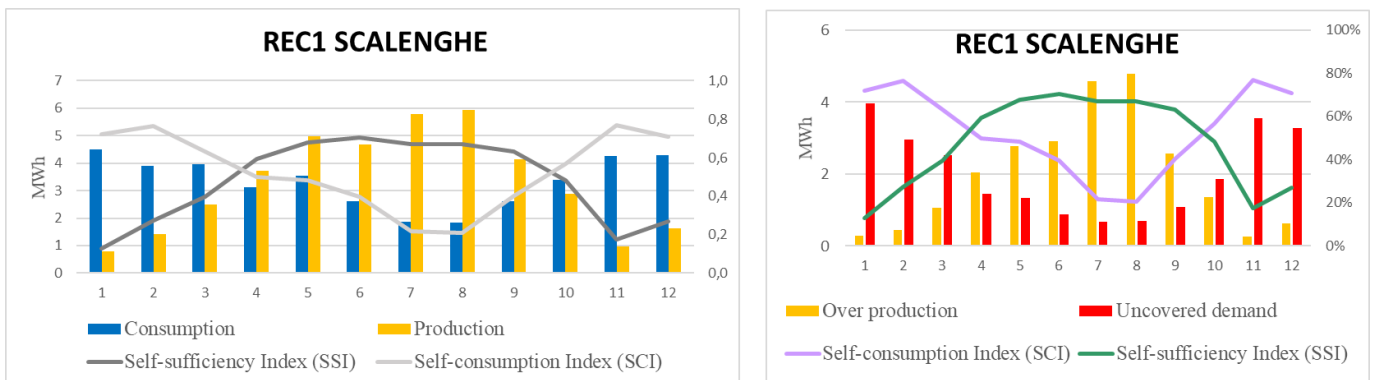 REC1 SCALENGHE
7
6
5
4
3
2
1
0
MWh
1,0
0,8
0,6
0,4
0,2
0,0
1 2 3 4 5 6 7 8 9 10 11 12
Consumption Production
Self-sufficiency Index (SSI) Self-consumption Index (SCI)
REC1 SCALENGHE
6
4
2
0
MWh
100%
80%
60%
40%
20%
0%
1 2 3 4 5 6 7 8 9 10 11 12
Over production Uncovered demand
Self-consumption Index (SCI) Self-sufficiency Index (SSI)